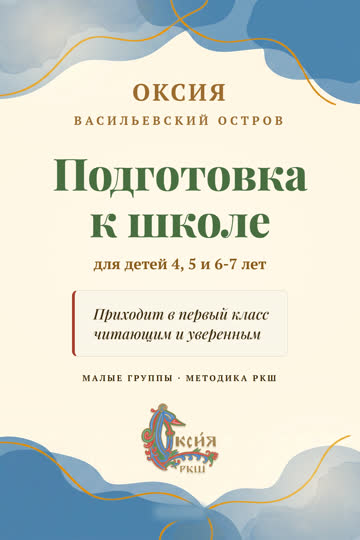 ОКСИЯ
ВАСИЛЬЕВСКИЙ ОСТРОВ
Подготовка
к школе
для детей 4, 5 и 6-7 лет
Приходит в первый класс
читающим и уверенным
МАЛЫЕ ГРУППЫ · МЕТОДИКА РКШ
Оксия
РКШ